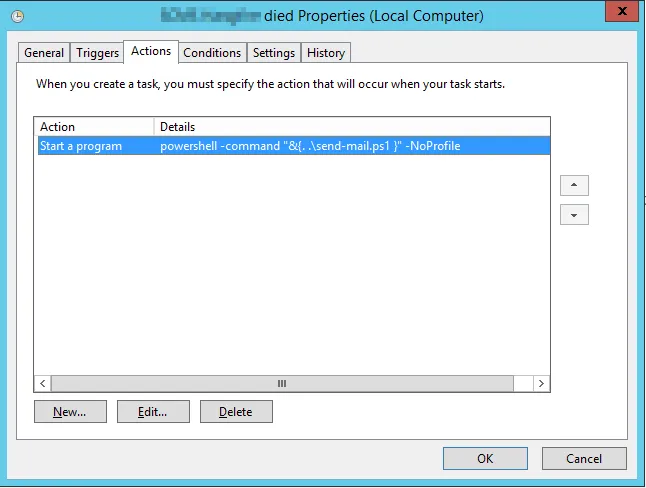 died Properties (Local Computer)
x
General Triggers Actions Conditions Settings History
When you create a task, you must specify the action that will occur when your task starts.
Action Details
Start a program powershell -command "&{. .\send-mail.ps1 }" -NoProfile
New... Edit... Delete
OK Cancel